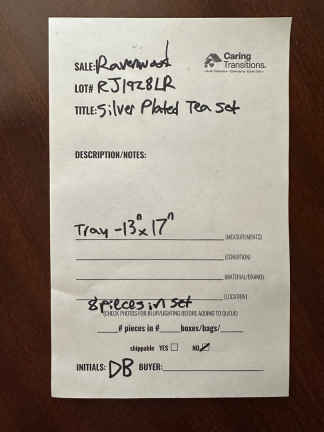 SALE: Ravenwood
Caring
Transitions.
LOT# RJ1928LR
TITLE: Silver Plated Tea Set
DESCRIPTION/NOTES:
Tray - 13" x 17" (MEASUREMENTS)
(CONDITION)
(MATERIAL/BRAND)
(LOCATION)
8 pieces in set
(CHECK PHOTOS FOR BLUR/LIGHTING BEFORE ADDING TO QUEUE)
# pieces in # boxes/bags/
shippable YES NO
INITIALS: DB BUYER: